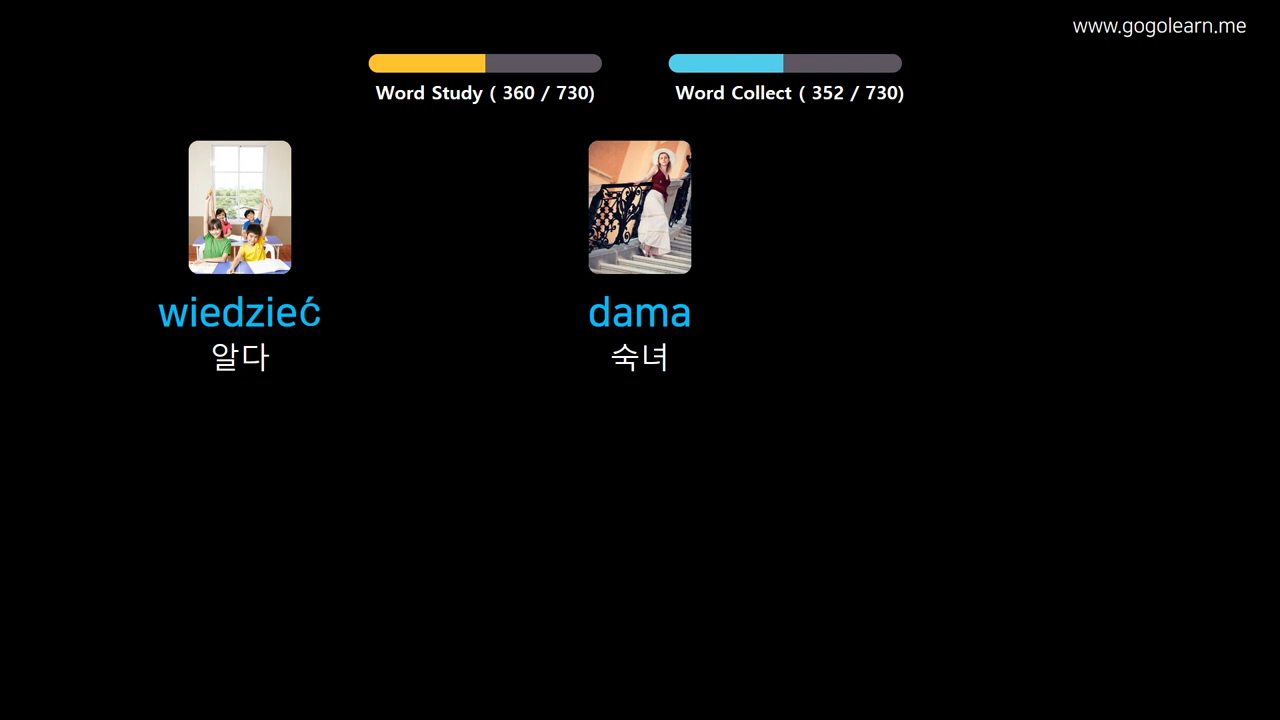 www.gogolearn.me
Word Study ( 360 / 730)
Word Collect ( 352 / 730)
wiedzieć
알다
dama
숙녀